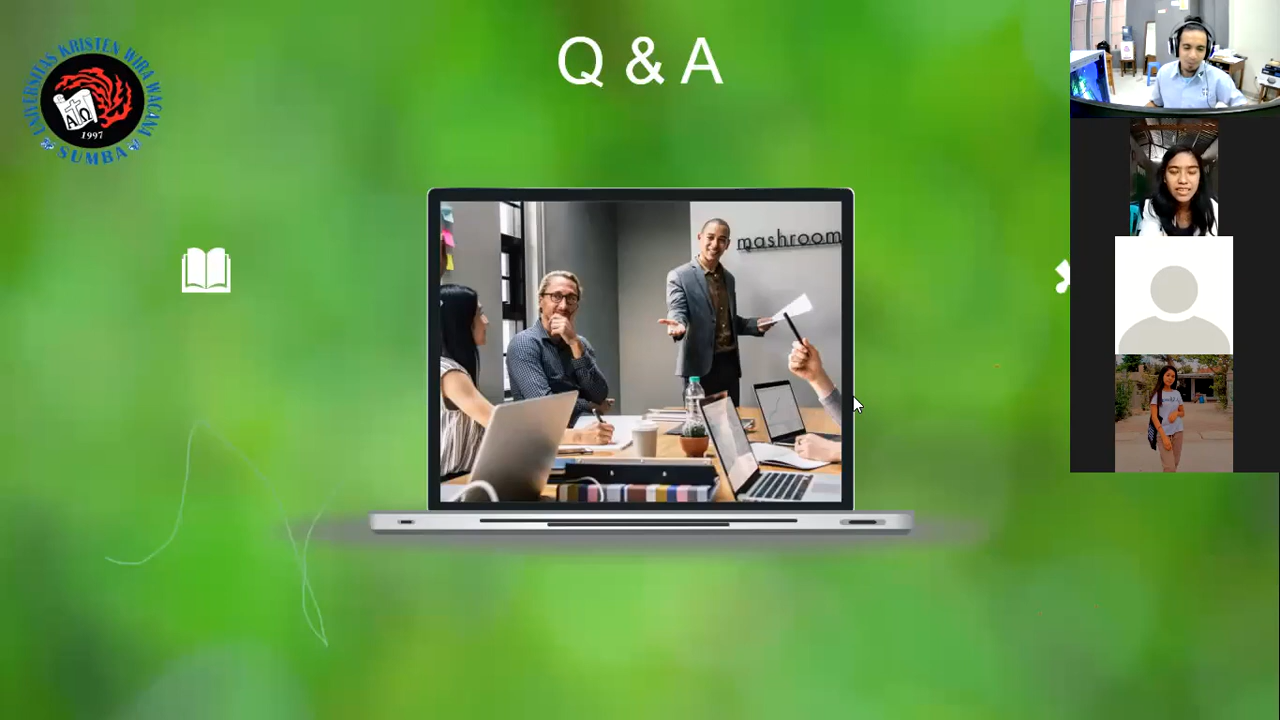 Q & A
UNIVERSITAS KRISTEN WIRA WACANA
A Ω
1997
SUMBA
mashroom